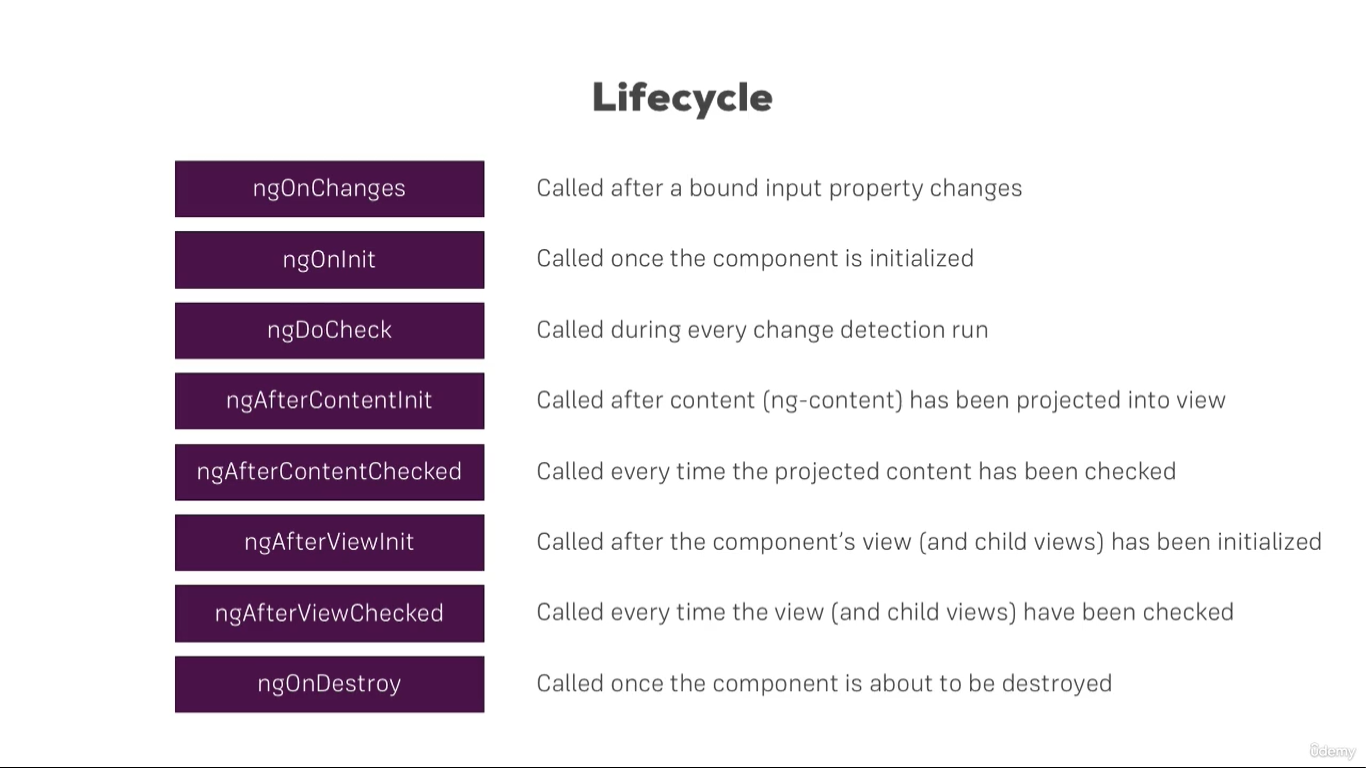 Lifecycle
ngOnChanges Called after a bound input property changes
ngOnInit Called once the component is initialized
ngDoCheck Called during every change detection run
ngAfterContentInit Called after content (ng-content) has been projected into view
ngAfterContentChecked Called every time the projected content has been checked
ngAfterViewInit Called after the component’s view (and child views) has been initialized
ngAfterViewChecked Called every time the view (and child views) have been checked
ngOnDestroy Called once the component is about to be destroyed
ûdemy